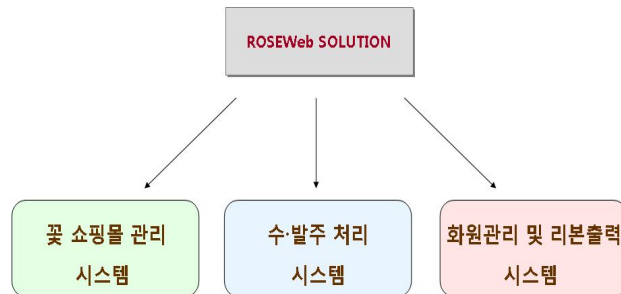 ROSEWeb SOLUTION
꽃 쇼핑몰 관리
시스템
수·발주 처리
시스템
화원관리 및 리본출력
시스템